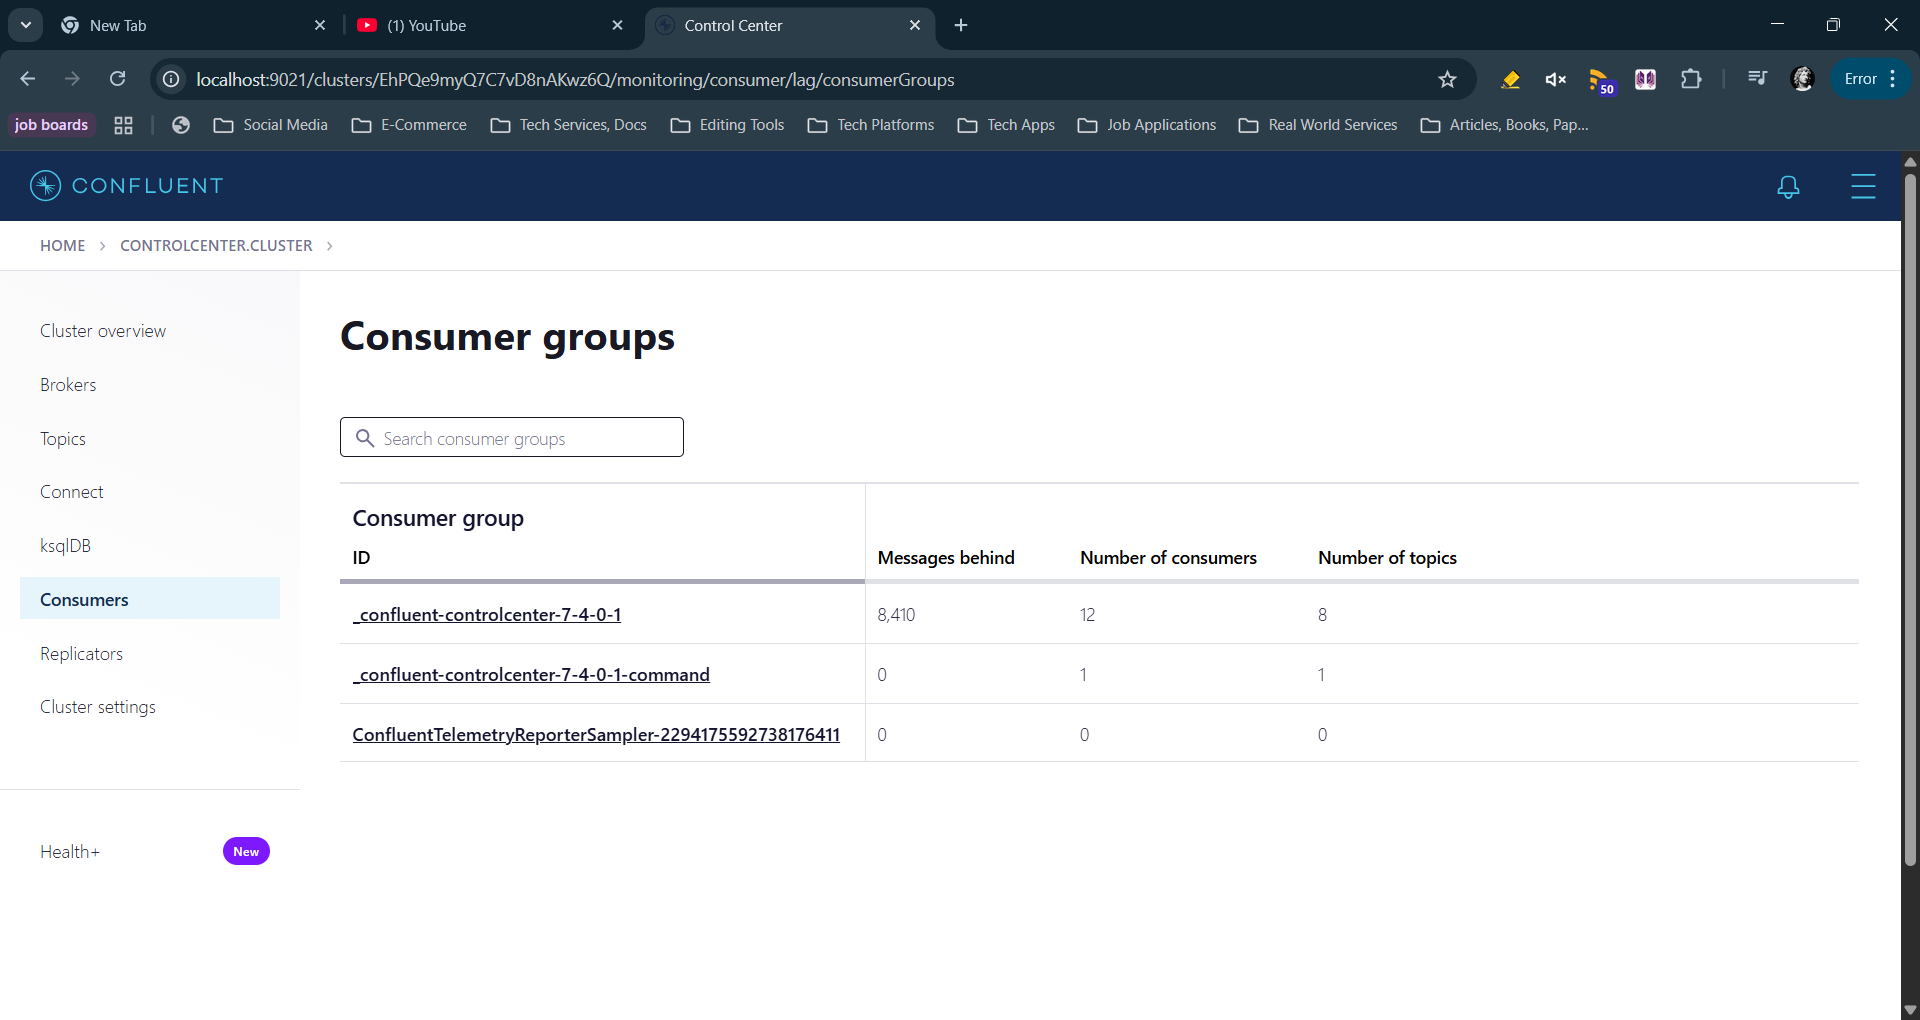 New Tab
(1) YouTube
Control Center
localhost:9021/clusters/EhPQe9myQ7C7vD8nAKwz6Q/monitoring/consumer/lag/consumerGroups
50
Error
job boards
Social Media
E-Commerce
Tech Services, Docs
Editing Tools
Tech Platforms
Tech Apps
Job Applications
Real World Services
Articles, Books, Pap...
CONFLUENT
HOME > CONTROLCENTER.CLUSTER >
Cluster overview
Brokers
Topics
Connect
ksqlDB
Consumers
Replicators
Cluster settings
Health+ New
Consumer groups
Search consumer groups
Consumer group
ID Messages behind Number of consumers Number of topics
_confluent-controlcenter-7-4-0-1 8,410 12 8
_confluent-controlcenter-7-4-0-1-command 0 1 1
ConfluentTelemetryReporterSampler-2294175592738176411 0 0 0